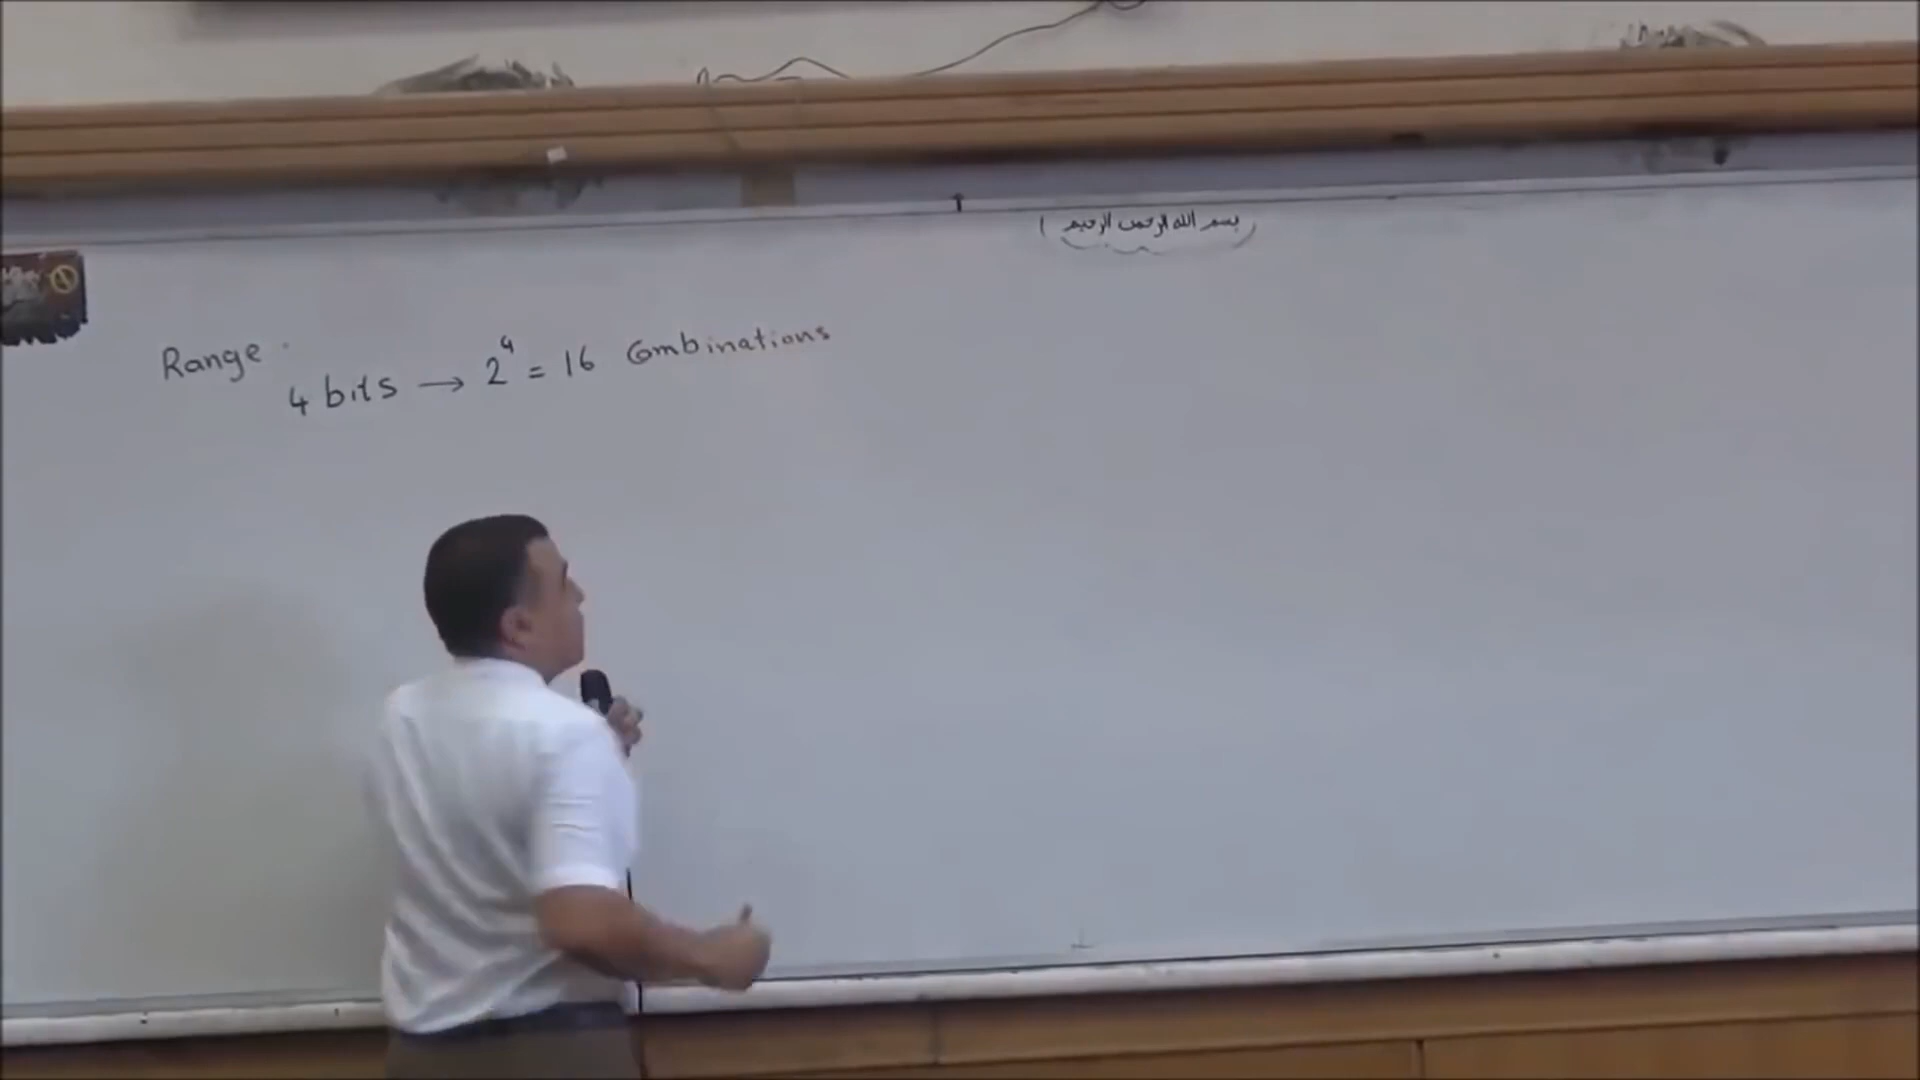 ( بسم الله الرحمن الرحيم )
Range :
4 bits → 2⁴ = 16 Combinations